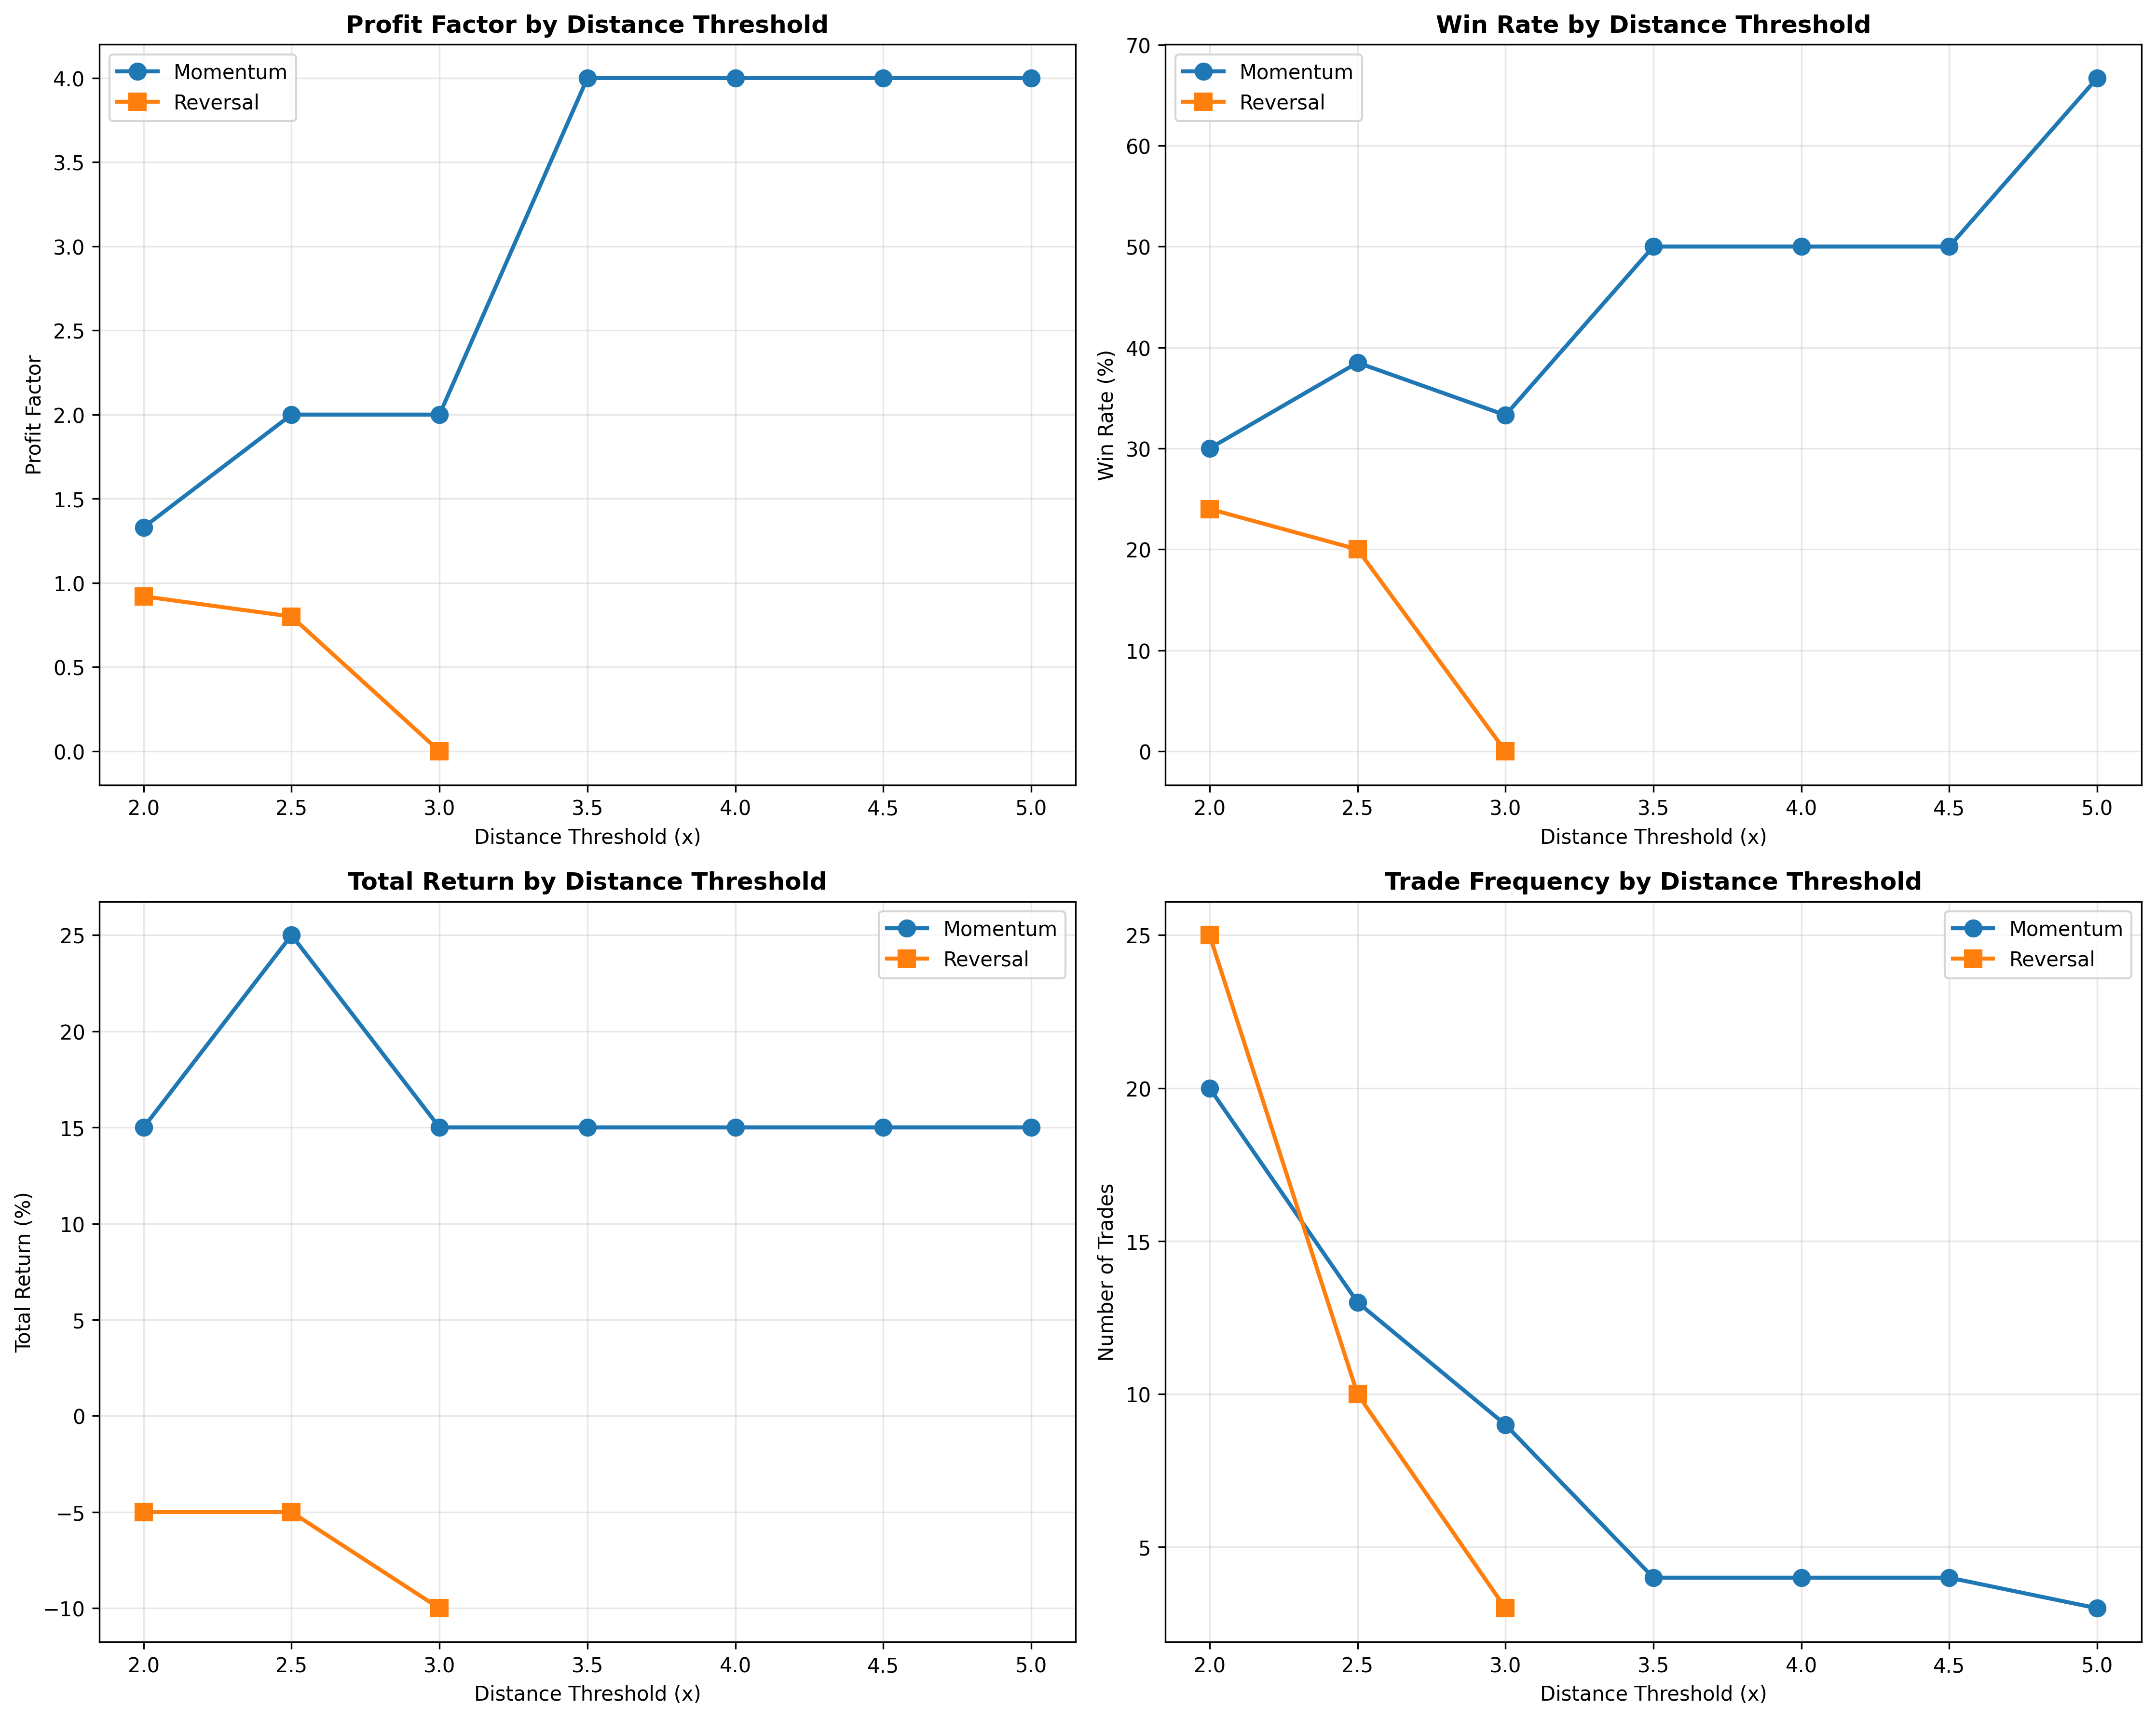 Profit Factor by Distance Threshold
Momentum
Reversal
4.0
3.5
3.0
2.5
2.0
1.5
1.0
0.5
0.0
Profit Factor
2.0 2.5 3.0 3.5 4.0 4.5 5.0
Distance Threshold (x)
Win Rate by Distance Threshold
Momentum
Reversal
70
60
50
40
30
20
10
0
Win Rate (%)
2.0 2.5 3.0 3.5 4.0 4.5 5.0
Distance Threshold (x)
Total Return by Distance Threshold
Momentum
Reversal
25
20
15
10
5
0
−5
−10
Total Return (%)
2.0 2.5 3.0 3.5 4.0 4.5 5.0
Distance Threshold (x)
Trade Frequency by Distance Threshold
Momentum
Reversal
25
20
15
10
5
Number of Trades
2.0 2.5 3.0 3.5 4.0 4.5 5.0
Distance Threshold (x)